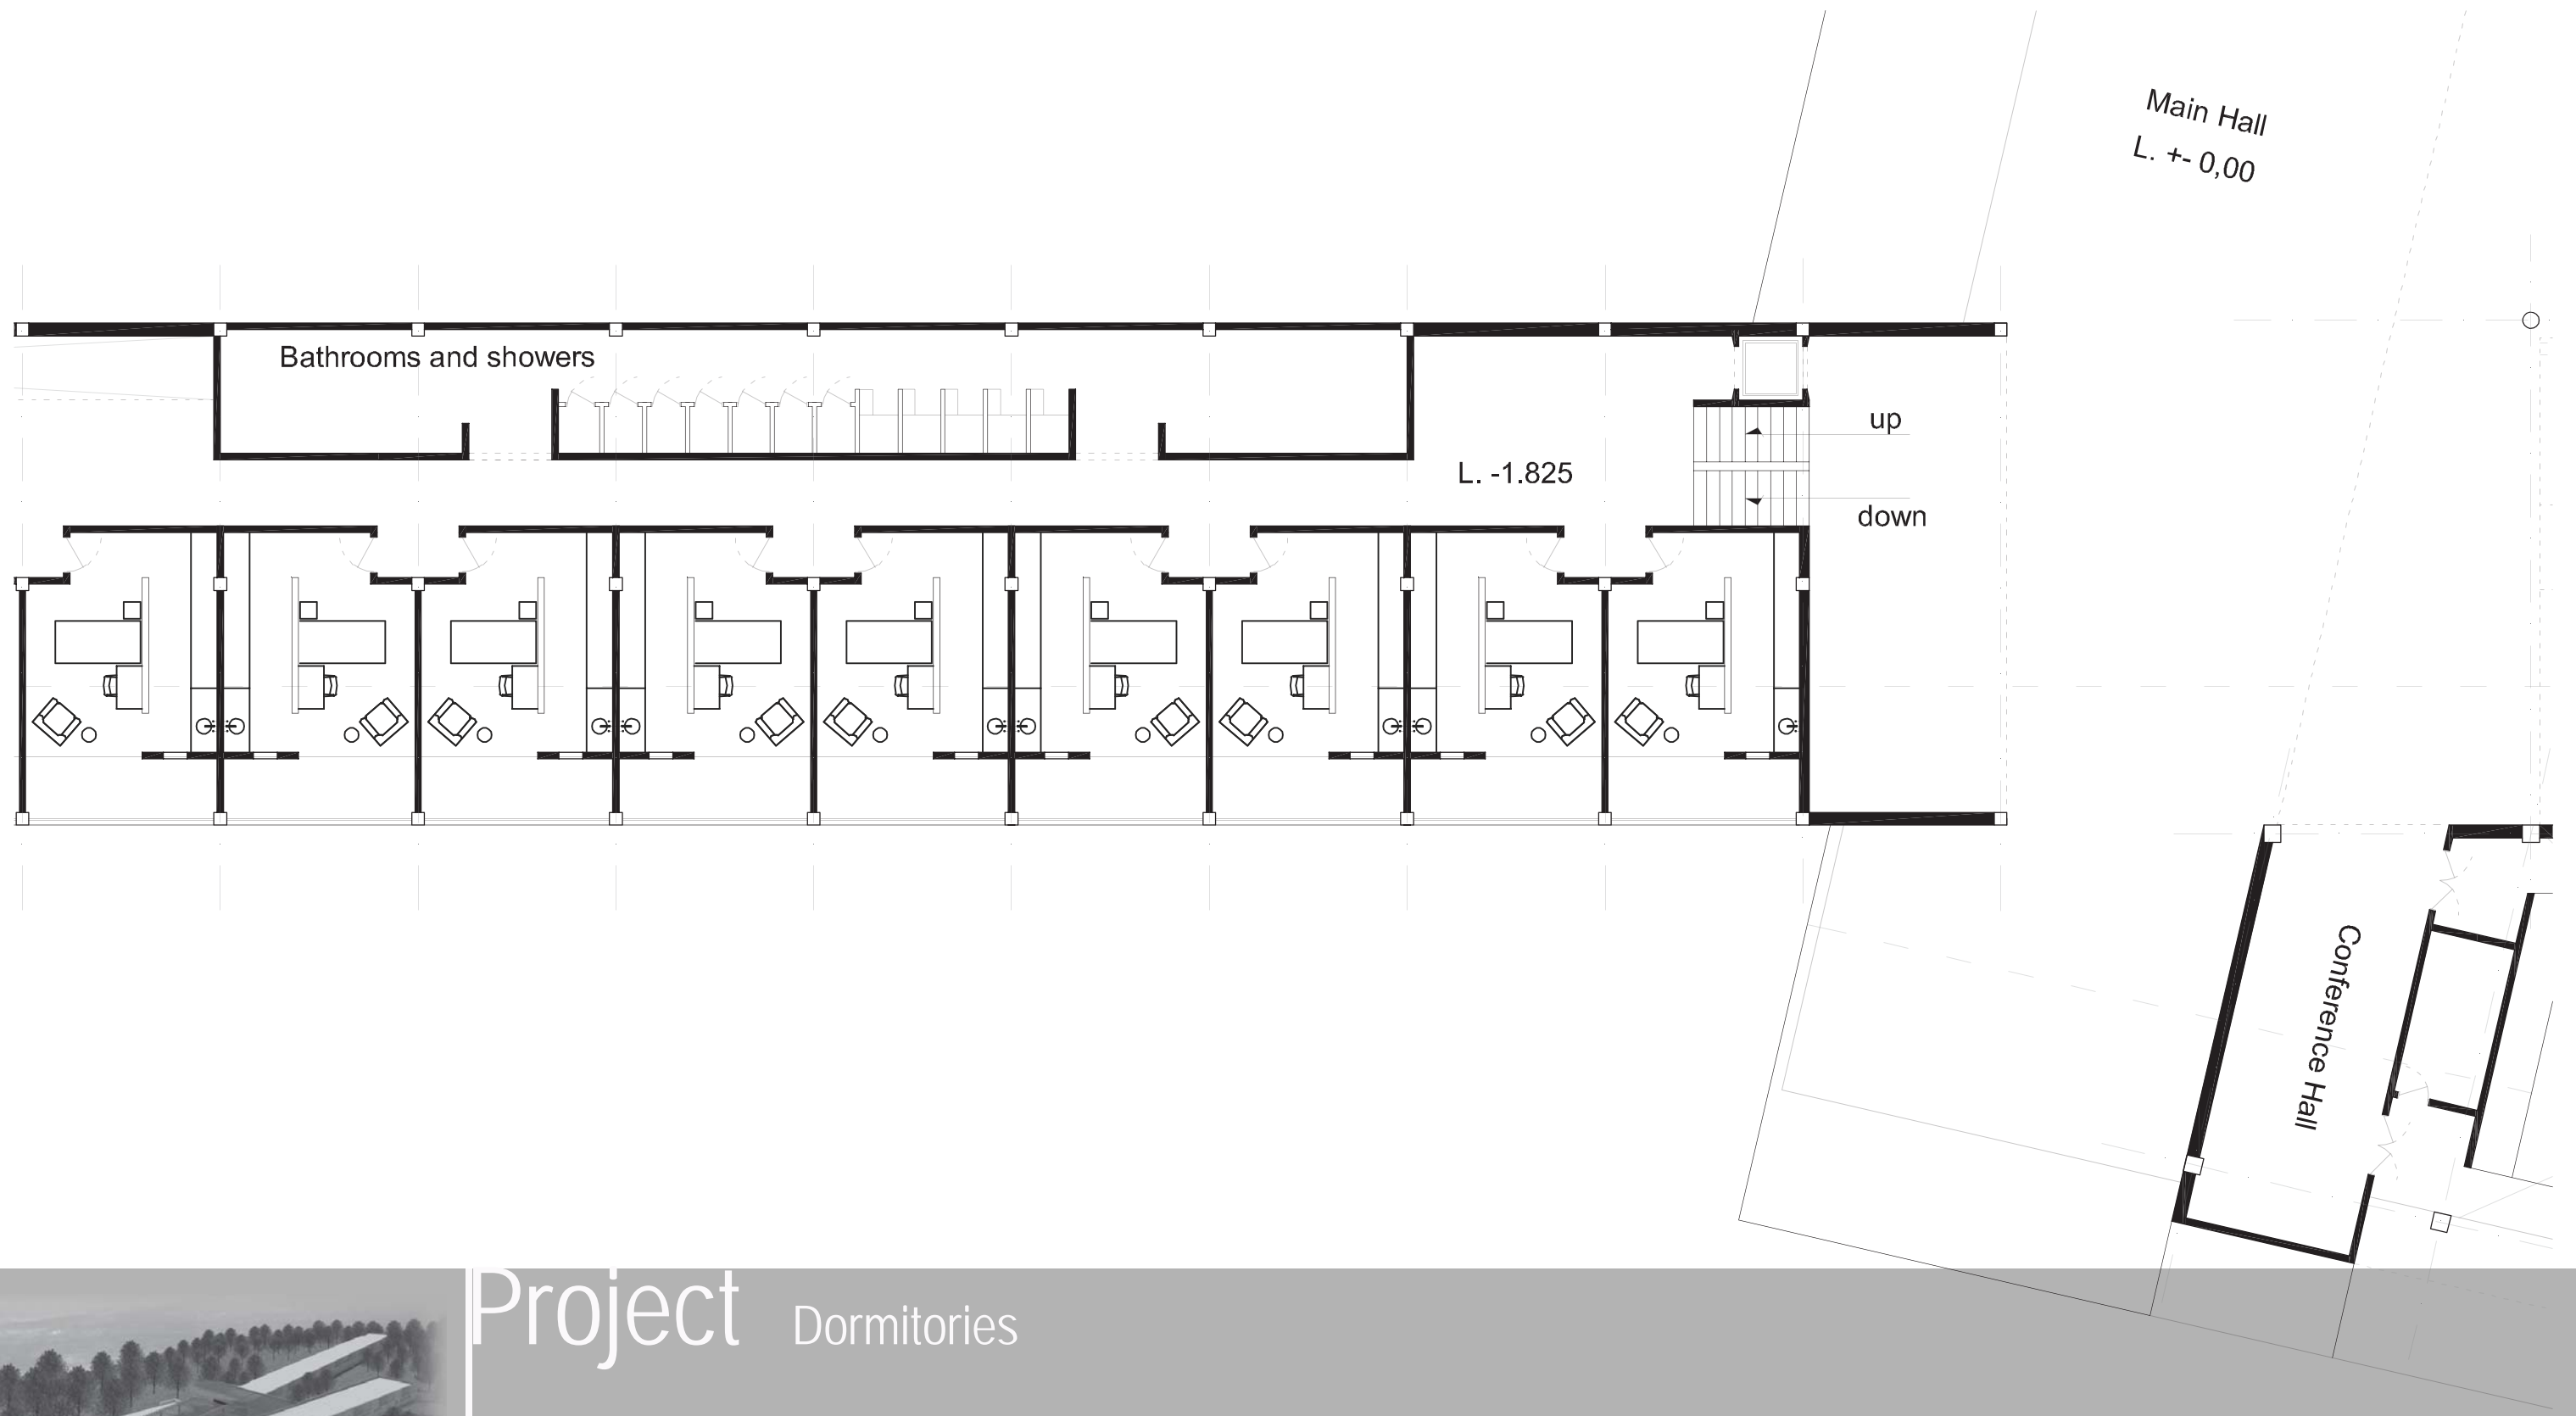 Main Hall
L. +- 0,00
Bathrooms and showers
up
L. -1.825
down
Conference Hall
Project Dormitories